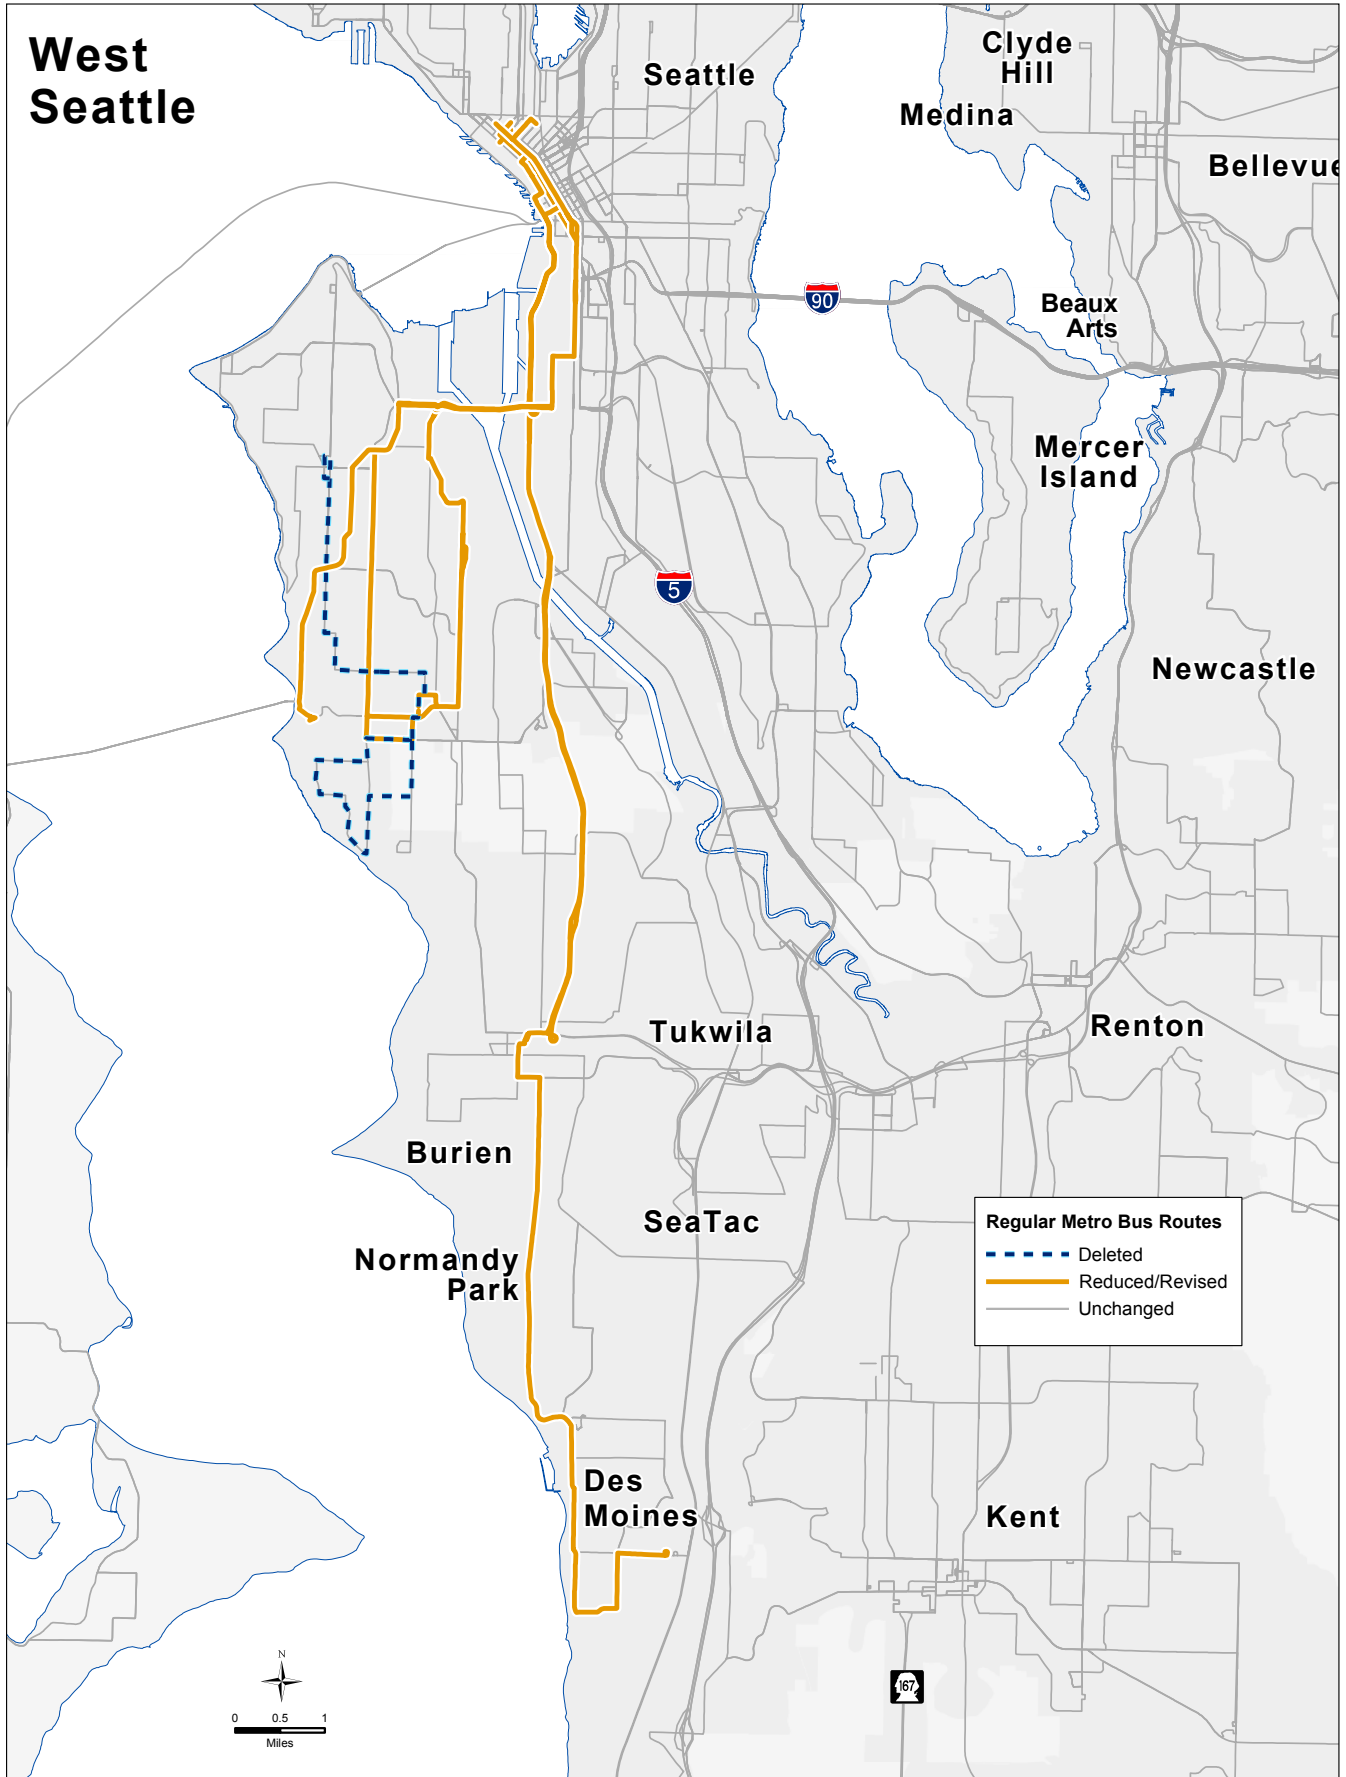 West
Seattle
Seattle
Clyde
Hill
Medina
Bellevue
90
Beaux
Arts
Mercer
Island
5
Newcastle
Tukwila
Renton
Burien
SeaTac
Normandy
Park
Regular Metro Bus Routes
Deleted
Reduced/Revised
Unchanged
Des
Moines
Kent
167
N
0 0.5 1
Miles